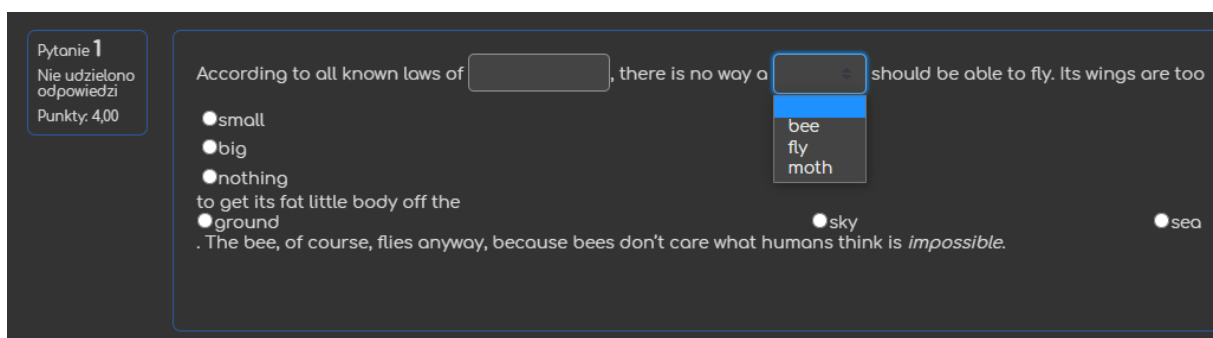 Pytanie 1
Nie udzielono
odpowiedzi
Punkty: 4,00
According to all known laws of , there is no way a should be able to fly. Its wings are too
bee
fly
moth
small
big
nothing
to get its fat little body off the
ground sky sea
. The bee, of course, flies anyway, because bees don't care what humans think is impossible.